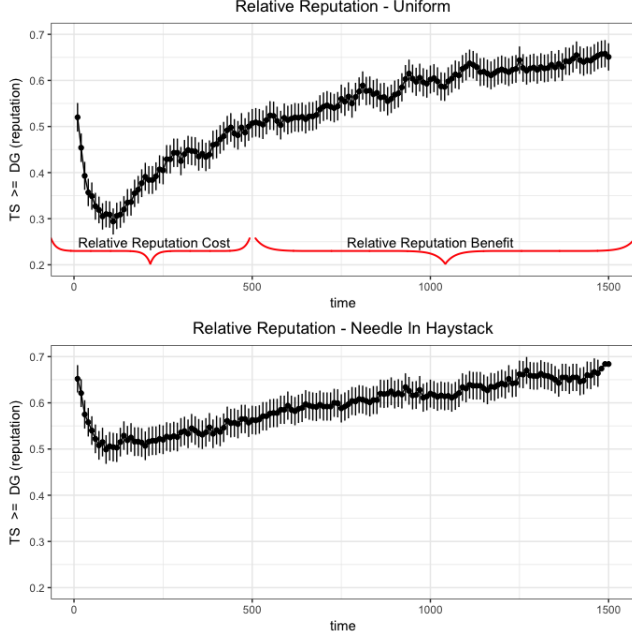 Relative Reputation - Uniform
TS >= DG (reputation)
0.7
0.6
0.5
0.4
0.3
0.2
Relative Reputation Cost
Relative Reputation Benefit
0
500
1000
1500
time
Relative Reputation - Needle In Haystack
TS >= DG (reputation)
0.7
0.6
0.5
0.4
0.3
0.2
0
500
1000
1500
time